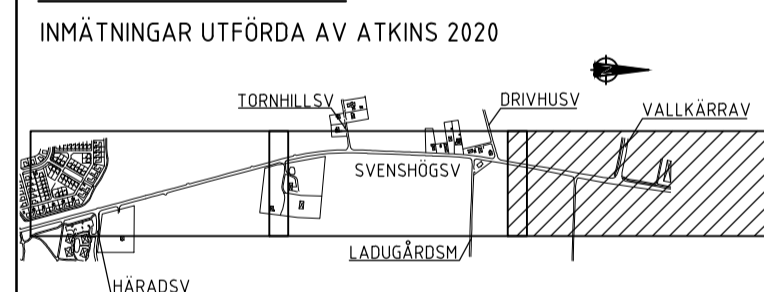 INMÄTNINGAR UTFÖRDA AV ATKINS 2020
TORNHILLSV
DRIVHUSV
VALLKÄRRAV
SVENSHÖGSV
LADUGÅRDSM
HÄRADSV